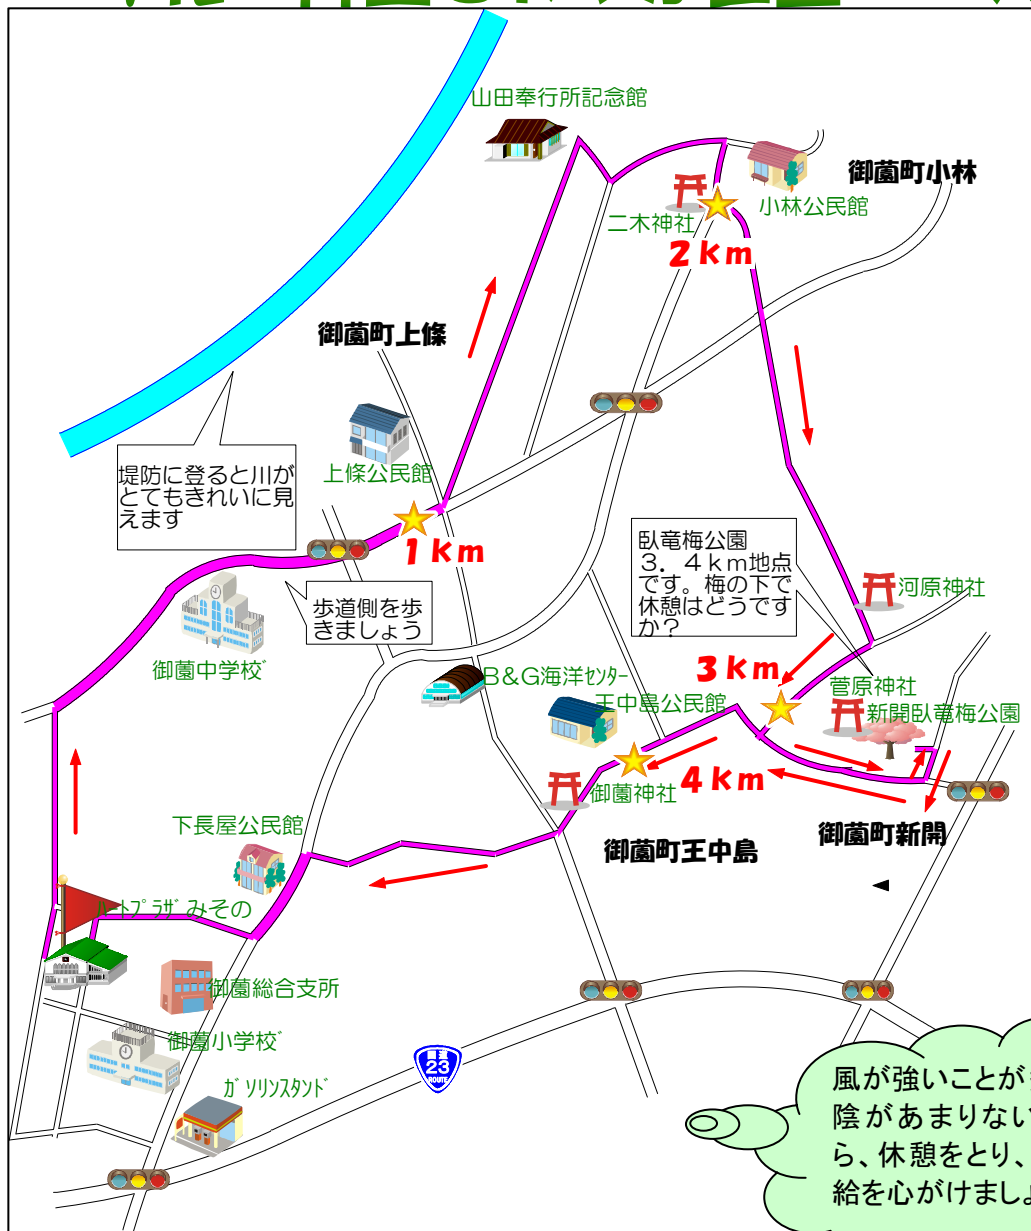 山田奉行所記念館
御薗町小林
小林公民館
二木神社
2km
御薗町上條
堤防に登ると川が
とてもきれいに見
えます
上條公民館
1km
歩道側を歩
きましょう
御薗中学校
臥竜梅公園
3.4km地点
です。梅の下で
休憩はどうです
か?
河原神社
3km
菅原神社
新開臥竜梅公園
B&G海洋センター
王中島公民館
4km
御薗神社
御薗町王中島
御薗町新開
下長屋公民館
ハートプラザみその
御薗総合支所
御薗小学校
ガソリンスタンド
国道
23
ROUTE
風が強いことが
陰があまりない
ら、休憩をとり、
給を心がけましょ